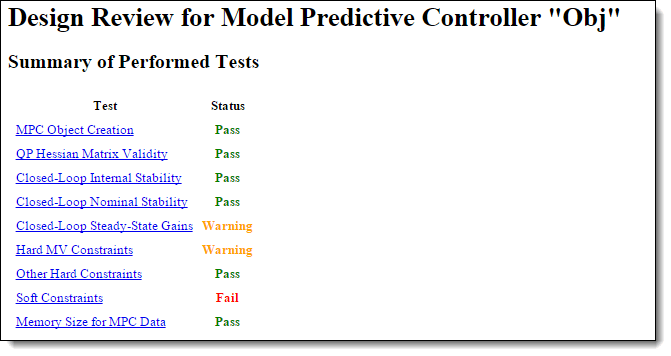 Design Review for Model Predictive Controller "Obj"
Summary of Performed Tests
Test Status
MPC Object Creation Pass
QP Hessian Matrix Validity Pass
Closed-Loop Internal Stability Pass
Closed-Loop Nominal Stability Pass
Closed-Loop Steady-State Gains Warning
Hard MV Constraints Warning
Other Hard Constraints Pass
Soft Constraints Fail
Memory Size for MPC Data Pass